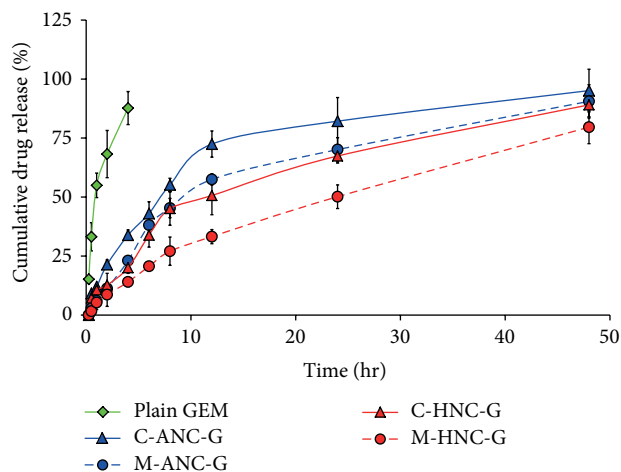 125
100
75
50
25
0
Cumulative drug release (%)
0
10
20
30
40
50
Time (hr)
Plain GEM
C-HNC-G
C-ANC-G
M-HNC-G
M-ANC-G